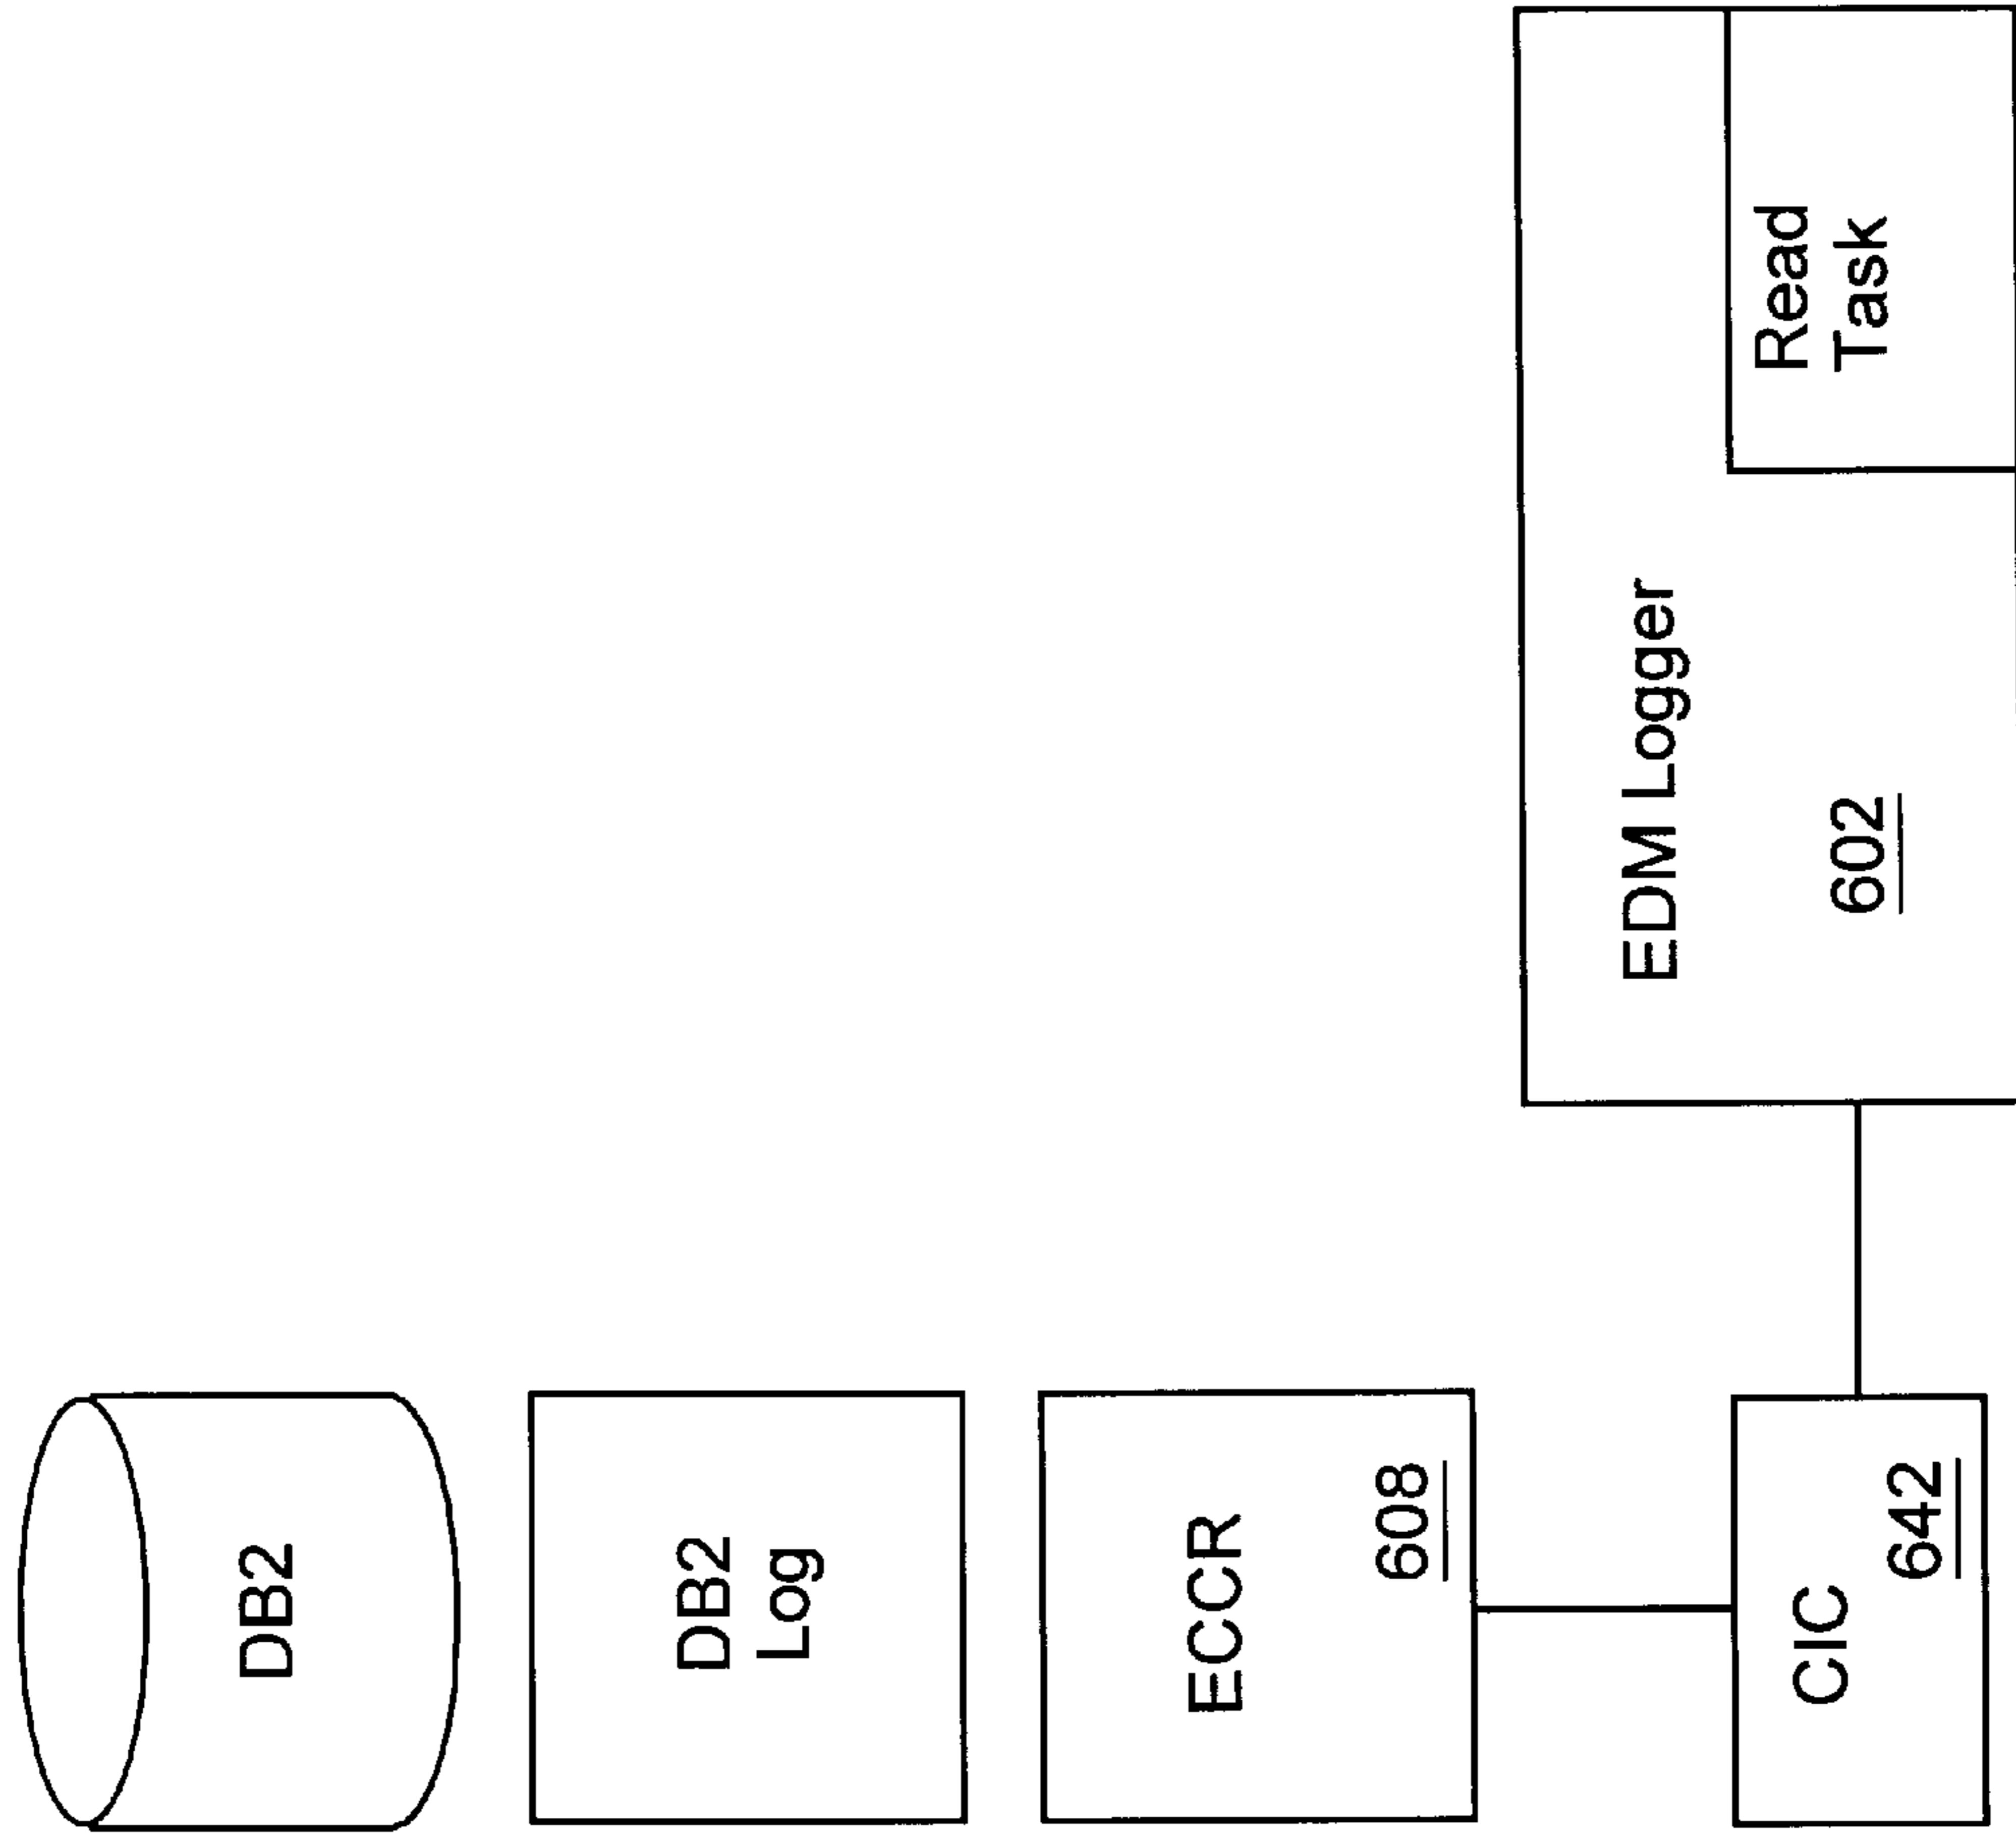 DB2
DB2
Log
ECCR
608
CIC
642
EDM Logger
602
Read
Task